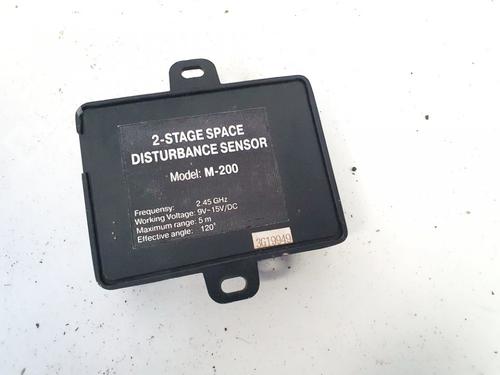 2-STAGE SPACE
DISTURBANCE SENSOR
Model: M-200
Frequensy: 2.45 GHz
Working Voltage: 9V-15V/DC
Maximum range: 5 m
Effective angle: 120°
3G19949